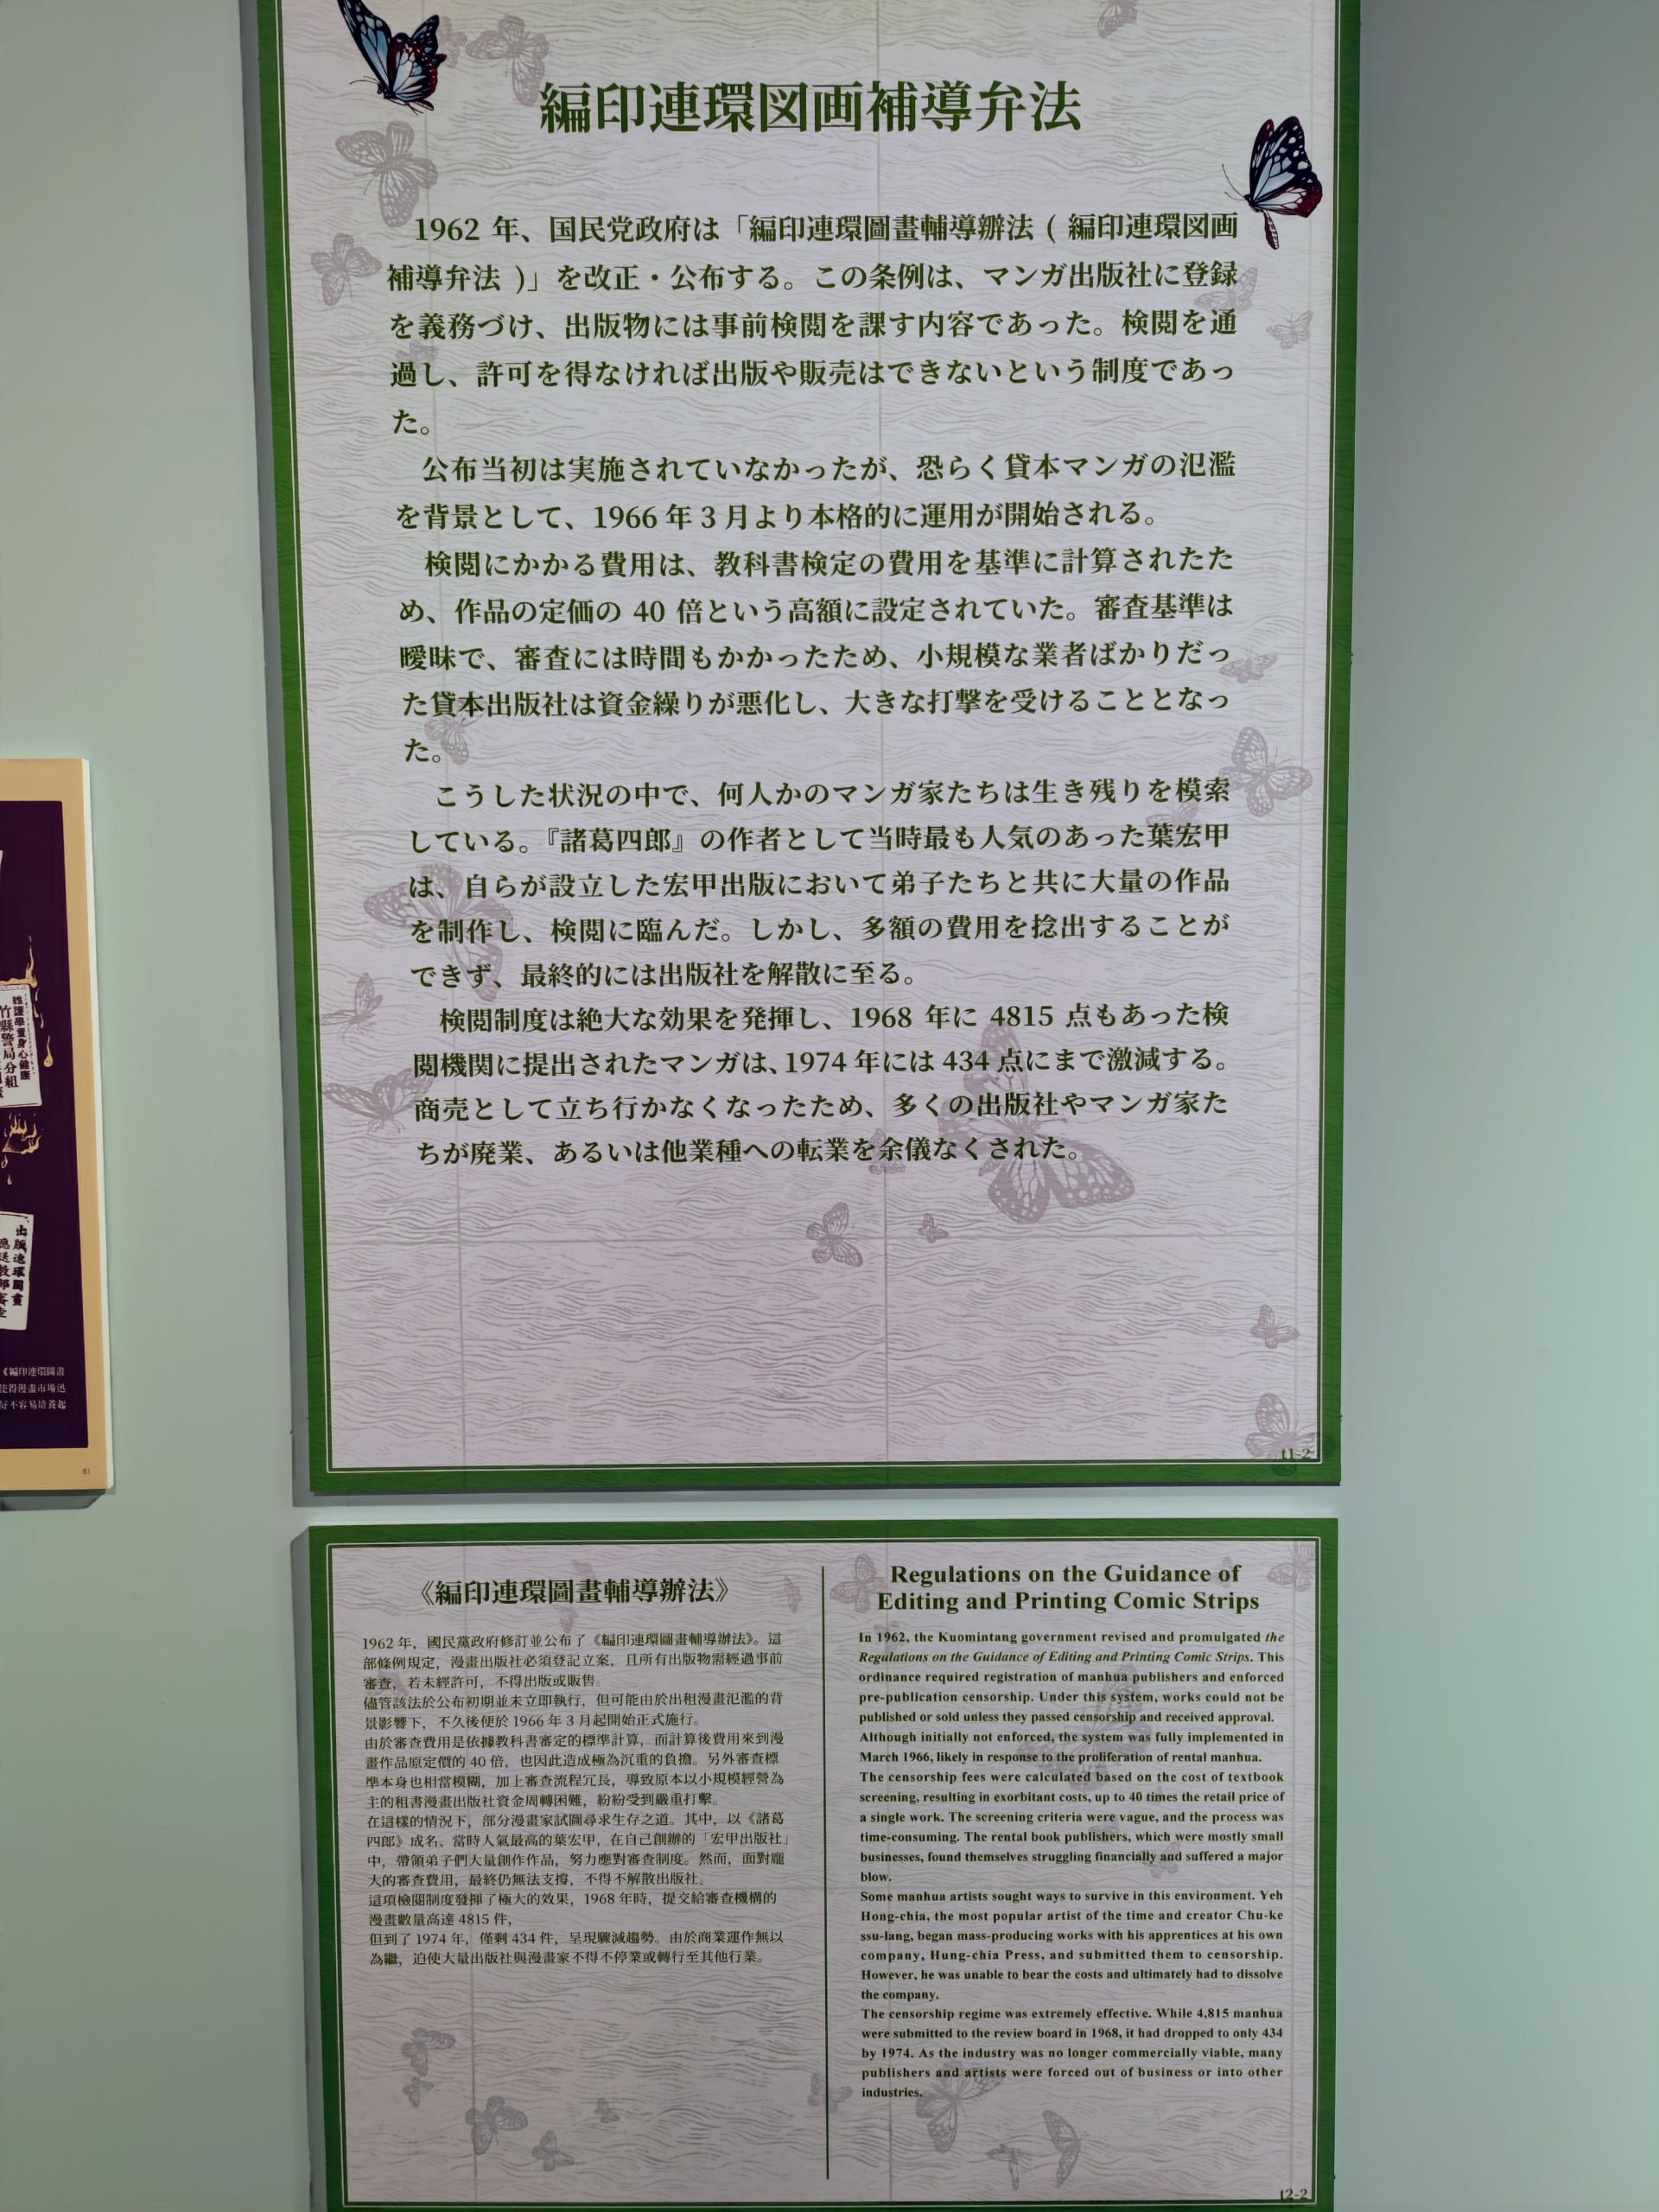 編印連環図画補導弁法
1962 年、国民党政府は「編印連環圖畫輔導辦法 ( 編印連環図画
補導弁法 )」を改正・公布する。この条例は、マンガ出版社に登録
を義務づけ、出版物には事前検閲を課す内容であった。検閲を通
過し、許可を得なければ出版や販売はできないという制度であっ
た。
公布当初は実施されていなかったが、恐らく貸本マンガの氾濫
を背景として、1966 年 3 月より本格的に運用が開始される。
検閲にかかる費用は、教科書検定の費用を基準に計算されたた
め、作品の定価の 40 倍という高額に設定されていた。審査基準は
曖昧で、審査には時間もかかったため、小規模な業者ばかりだっ
た貸本出版社は資金繰りが悪化し、大きな打撃を受けることとなっ
た。
こうした状況の中で、何人かのマンガ家たちは生き残りを模索
している。『諸葛四郎』の作者として当時最も人気のあった葉宏甲
は、自らが設立した宏甲出版において弟子たちと共に大量の作品
を制作し、検閲に臨んだ。しかし、多額の費用を捻出することが
できず、最終的には出版社を解散に至る。
検閲制度は絶大な効果を発揮し、1968 年に 4815 点もあった検
閲機関に提出されたマンガは、1974 年には 434 点にまで激減する。
商売として立ち行かなくなったため、多くの出版社やマンガ家た
ちが廃業、あるいは他業種への転業を余儀なくされた。
t1-2
維護學童身心健康
竹縣警局分組
出版連環圖畫
《編印連環圖畫
使得漫畫市場迅
好不容易培養起
81
《編印連環圖畫輔導辦法》
1962 年，國民黨政府修訂並公布了《編印連環圖畫輔導辦法》。這
部條例規定，漫畫出版社必須登記立案，且所有出版物需經過事前
審查，若未經許可，不得出版或販售。
儘管該法於公布初期並未立即執行，但可能由於出租漫畫氾濫的背
景影響下，不久後便於 1966 年 3 月起開始正式施行。
由於審查費用是依據教科書審定的標準計算，而計算後費用來到漫
畫作品原定價的 40 倍，也因此造成極為沉重的負擔。另外審查標
準本身也相當模糊，加上審查流程冗長，導致原本以小規模經營為
主的租書漫畫出版社資金周轉困難，紛紛受到嚴重打擊。
在這樣的情況下，部分漫畫家試圖尋求生存之道。其中，以《諸葛
四郎》成名、當時人氣最高的葉宏甲，在自己創辦的「宏甲出版社」
中，帶領弟子們大量創作作品，努力應對審查制度。然而，面對龐
大的審查費用，最終仍無法支撐，不得不解散出版社。
這項檢閱制度發揮了極大的效果，1968 年時，提交給審查機構的
漫畫數量高達 4815 件，
但到了 1974 年，僅剩 434 件，呈現驟減趨勢。由於商業運作無以
為繼，迫使大量出版社與漫畫家不得不停業或轉行至其他行業。
Regulations on the Guidance of
Editing and Printing Comic Strips
In 1962, the Kuomintang government revised and promulgated the
Regulations on the Guidance of Editing and Printing Comic Strips. This
ordinance required registration of manhua publishers and enforced
pre-publication censorship. Under this system, works could not be
published or sold unless they passed censorship and received approval.
Although initially not enforced, the system was fully implemented in
March 1966, likely in response to the proliferation of rental manhua.
The censorship fees were calculated based on the cost of textbook
screening, resulting in exorbitant costs, up to 40 times the retail price of
a single work. The screening criteria were vague, and the process was
time-consuming. The rental book publishers, which were mostly small
businesses, found themselves struggling financially and suffered a major
blow.
Some manhua artists sought ways to survive in this environment. Yeh
Hong-chia, the most popular artist of the time and creator Chu-ke
ssu-lang, began mass-producing works with his apprentices at his own
company, Hung-chia Press, and submitted them to censorship.
However, he was unable to bear the costs and ultimately had to dissolve
the company.
The censorship regime was extremely effective. While 4,815 manhua
were submitted to the review board in 1968, it had dropped to only 434
by 1974. As the industry was no longer commercially viable, many
publishers and artists were forced out of business or into other
industries.
t2-2